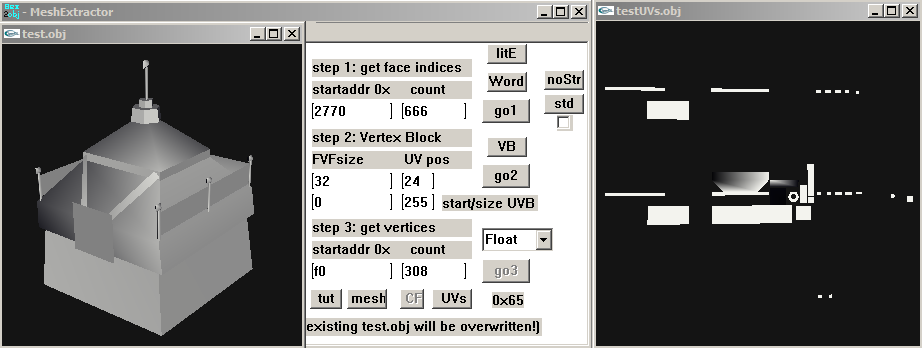 Hex
2obj
- MeshExtractor
test.obj
testUVs.obj
litE
step 1: get face indices
Word
noStr
startaddr 0x count
std
[2770 ] [666 ]
go1
step 2: Vertex Block
VB
FVFsize UV pos
go2
[32 ] [24 ]
[0 ] [255 ] start/size UVB
step 3: get vertices
Float
startaddr 0x count
[f0 ] [308 ]
go3
tut mesh CF UVs 0x65
existing test.obj will be overwritten!)